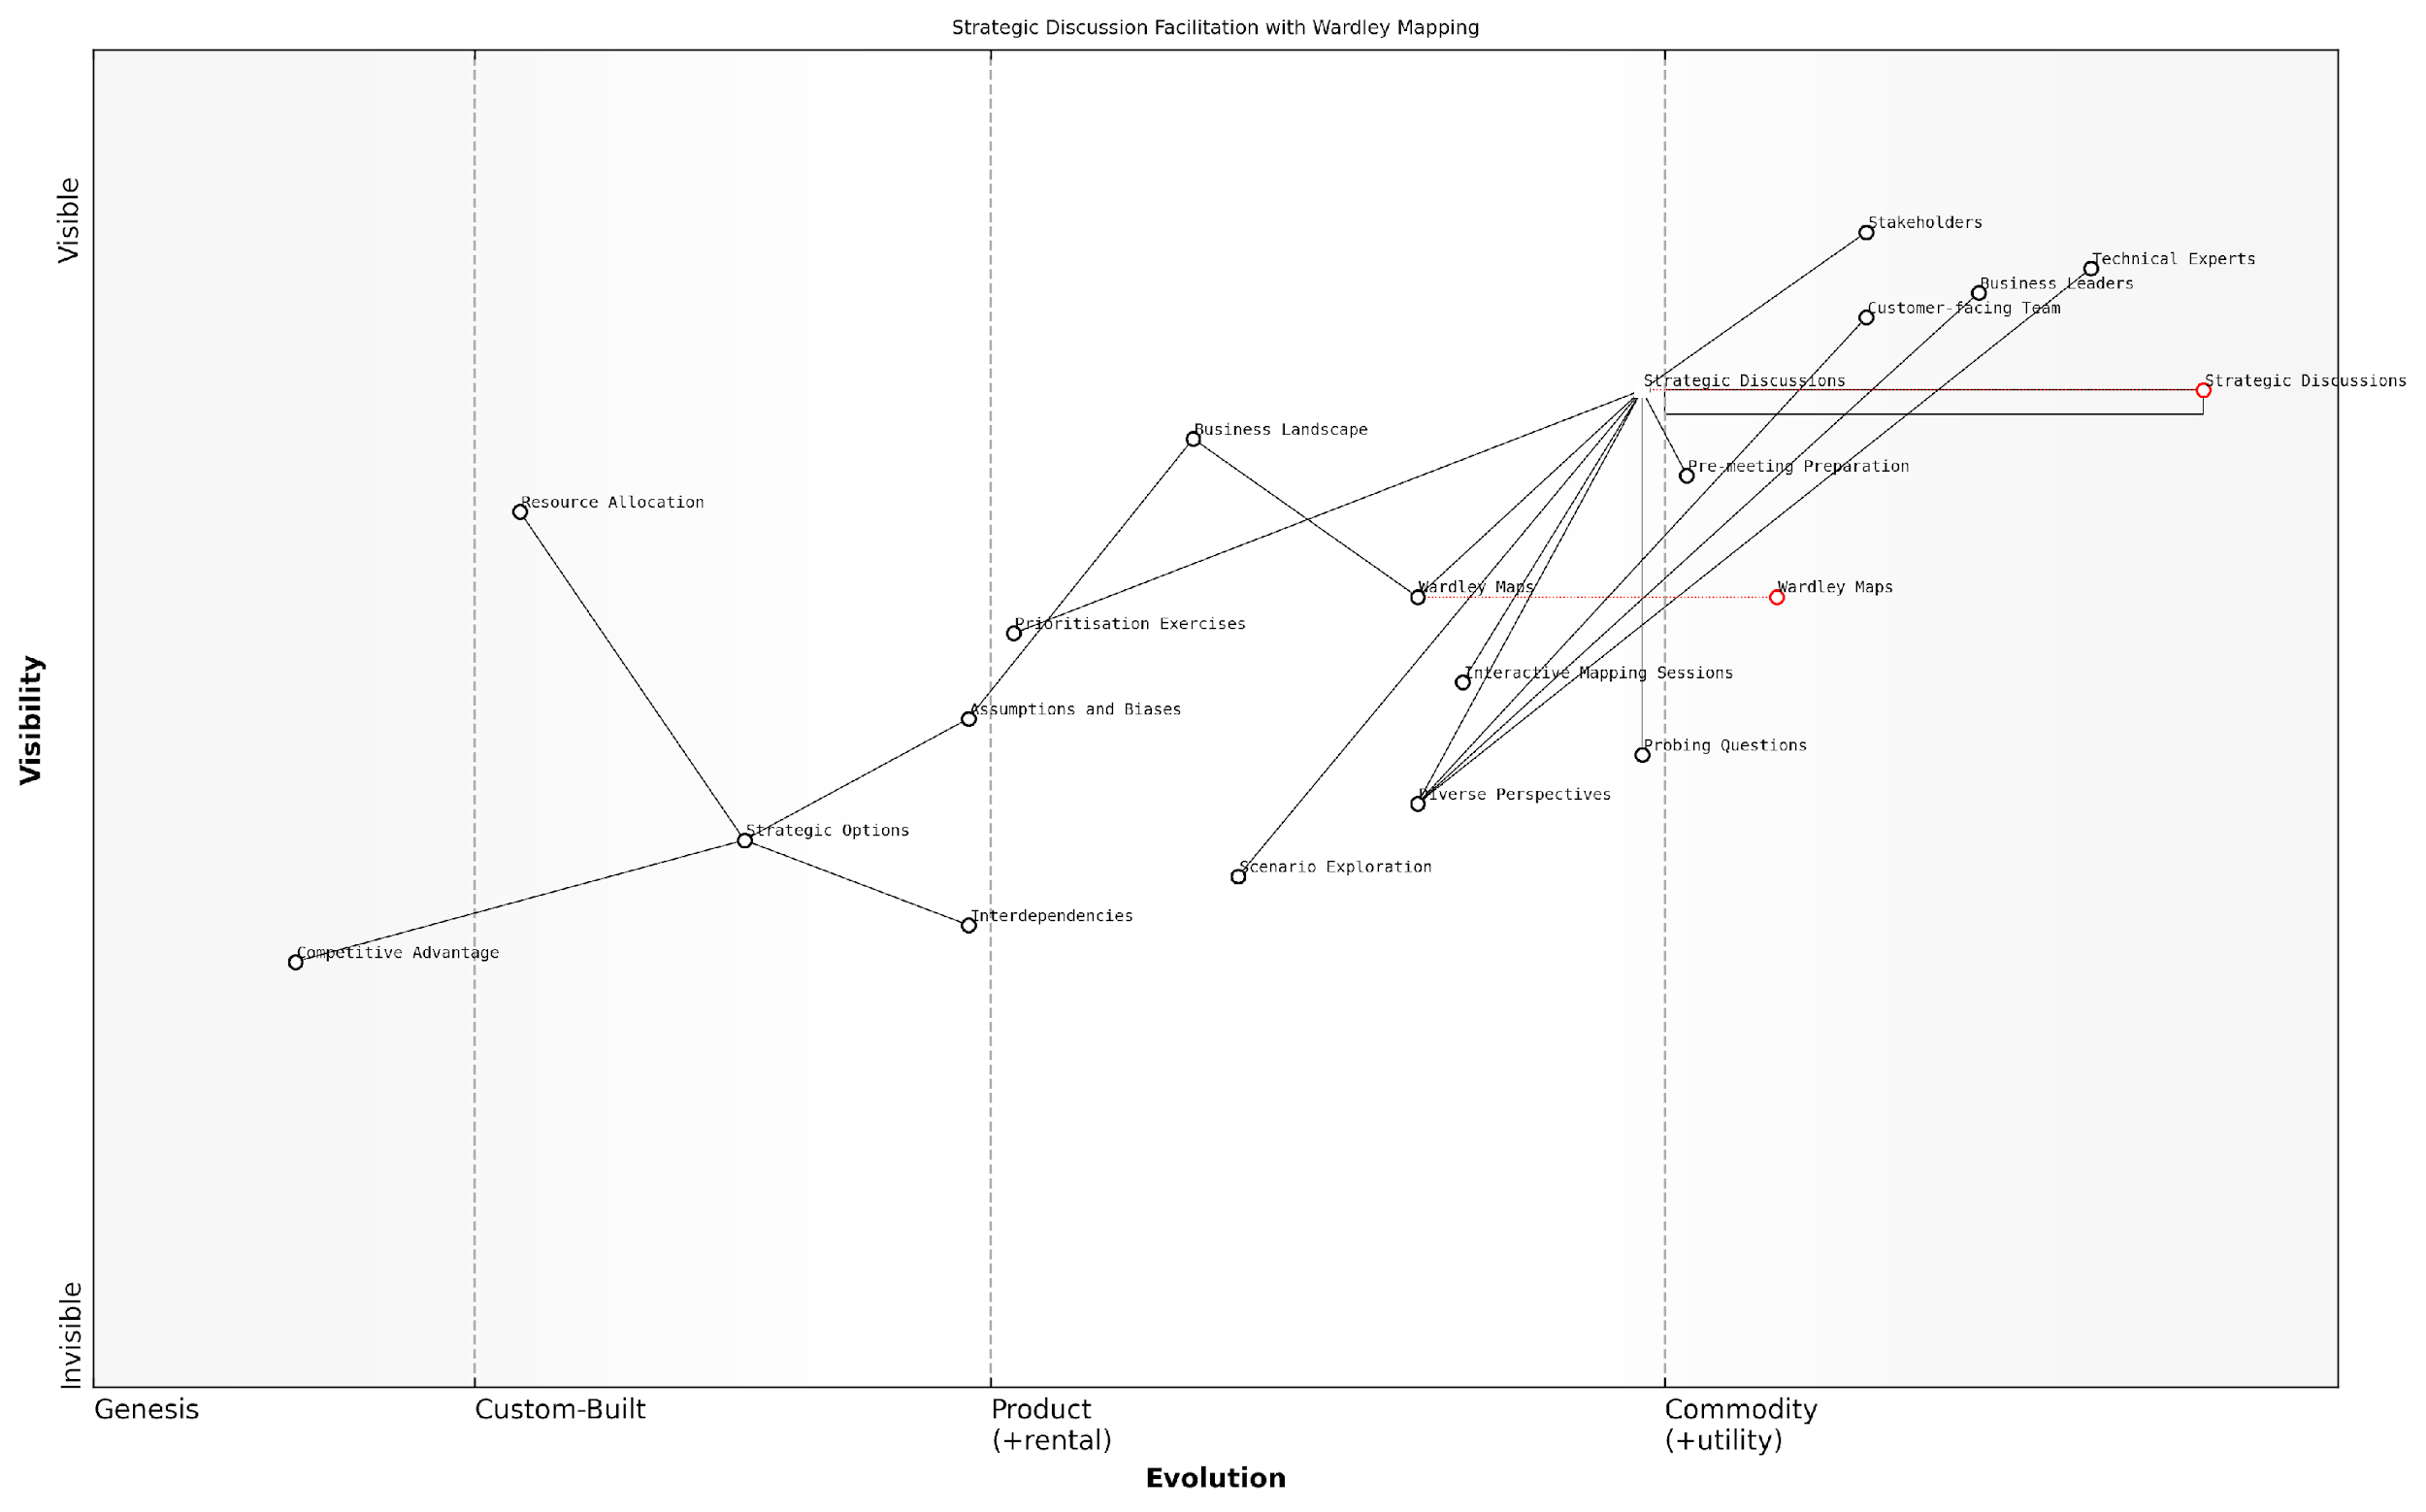 Strategic Discussion Facilitation with Wardley Mapping
Visible
Stakeholders
Technical Experts
Business Leaders
Customer-facing Team
Strategic Discussions
Strategic Discussions
Business Landscape
Pre-meeting Preparation
Resource Allocation
Wardley Maps
Wardley Maps
Prioritisation Exercises
Interactive Mapping Sessions
Assumptions and Biases
Visibility
Probing Questions
Diverse Perspectives
Strategic Options
Scenario Exploration
Interdependencies
Competitive Advantage
Invisible
Genesis
Custom-Built
Product
(+rental)
Commodity
(+utility)
Evolution